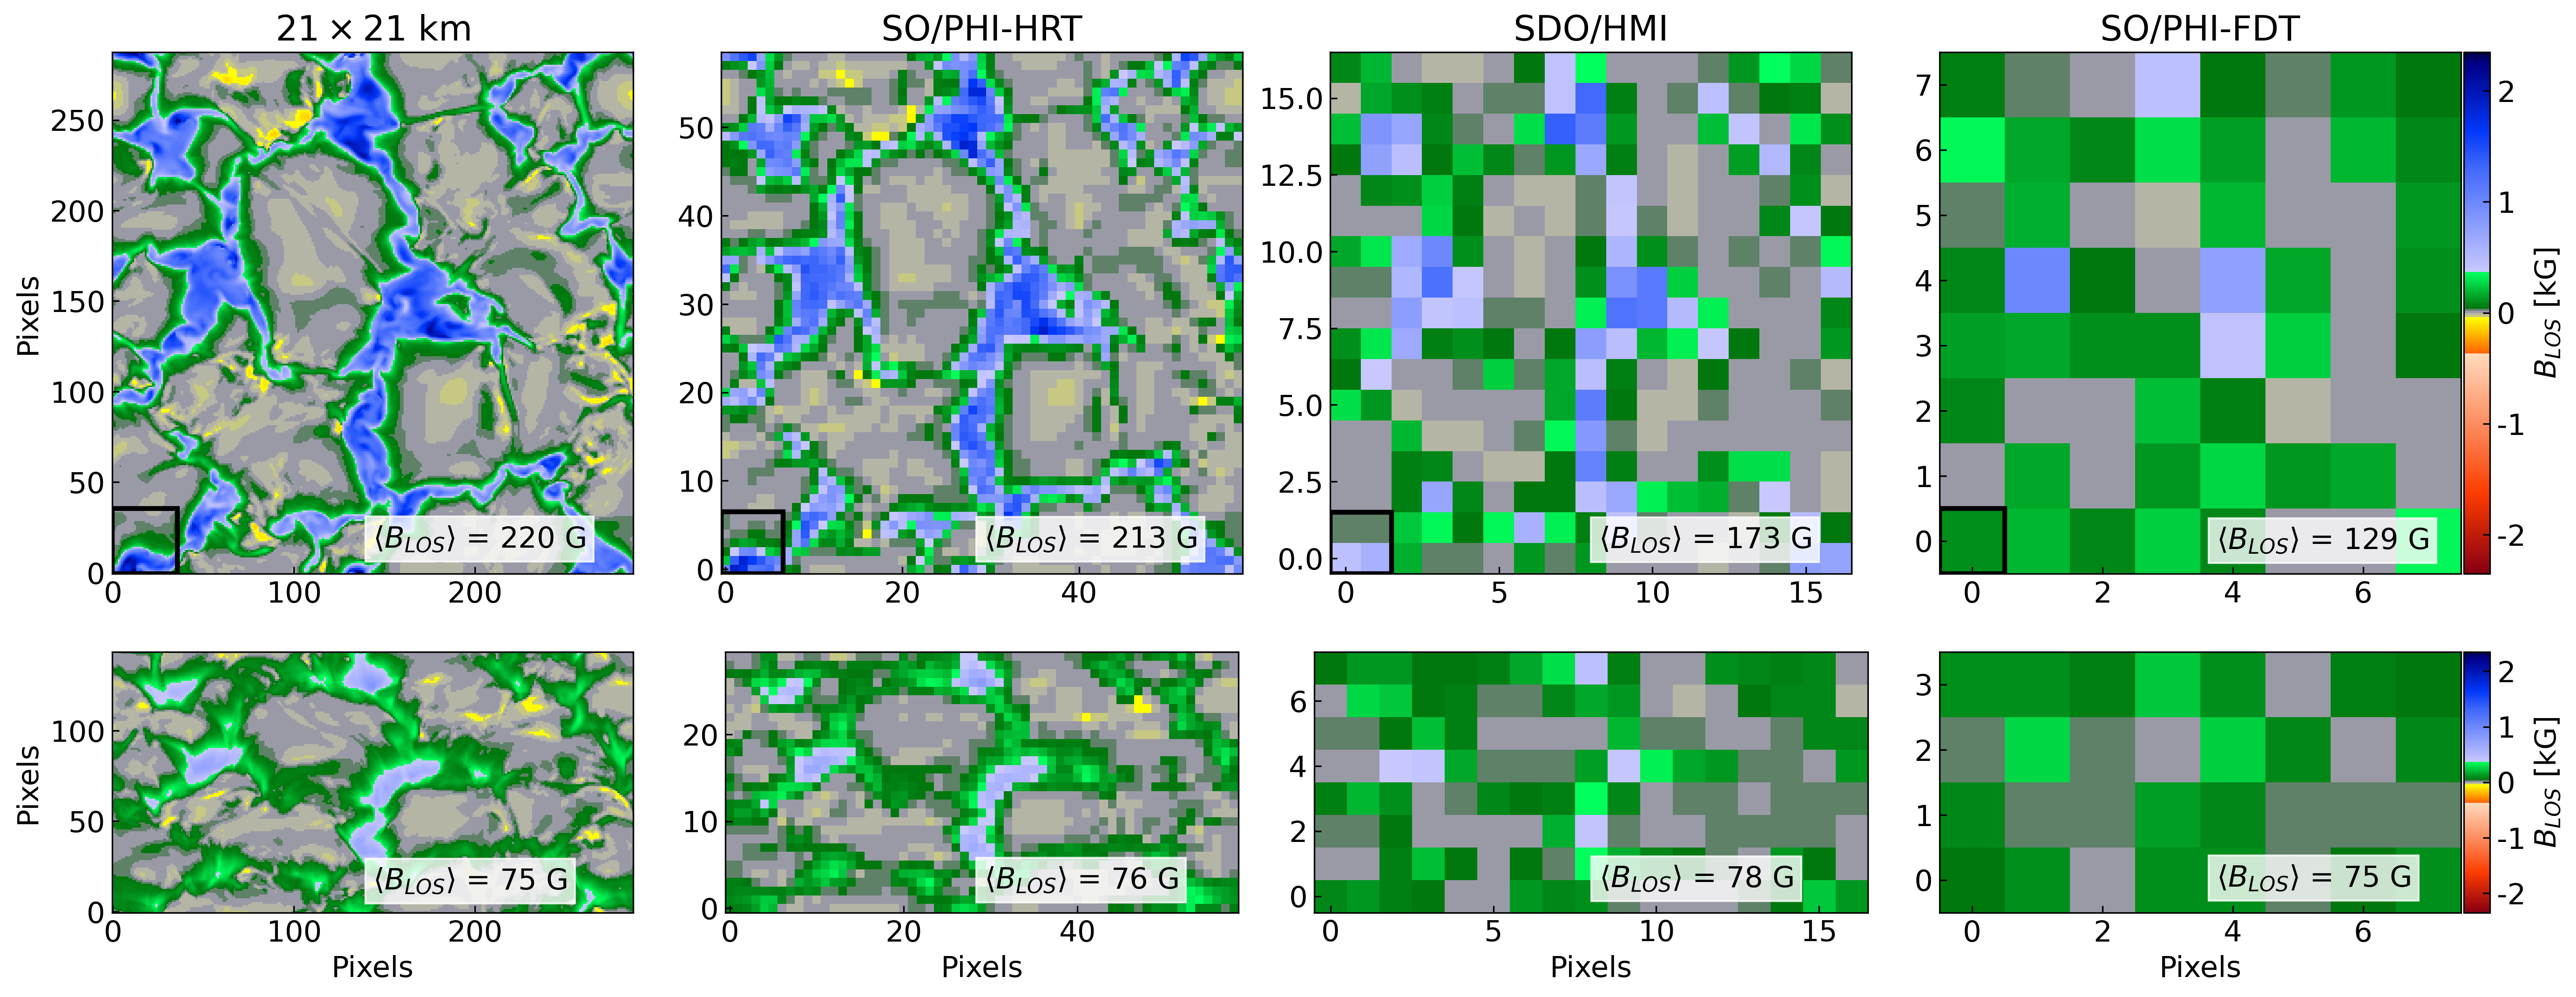 21 × 21 km
SO/PHI-HRT
SDO/HMI
SO/PHI-FDT
Pixels
250
200
150
100
50
0
0 100 200
⟨B_LOS⟩ = 220 G
50
40
30
20
10
0
0 20 40
⟨B_LOS⟩ = 213 G
15.0
12.5
10.0
7.5
5.0
2.5
0.0
0 5 10 15
⟨B_LOS⟩ = 173 G
7
6
5
4
3
2
1
0
0 2 4 6
⟨B_LOS⟩ = 129 G
2
1
0
-1
-2
B_LOS [kG]
Pixels
100
50
0
0 100 200
Pixels
⟨B_LOS⟩ = 75 G
20
10
0
0 20 40
Pixels
⟨B_LOS⟩ = 76 G
6
4
2
0
0 5 10 15
Pixels
⟨B_LOS⟩ = 78 G
3
2
1
0
0 2 4 6
Pixels
⟨B_LOS⟩ = 75 G
2
1
0
-1
-2
B_LOS [kG]